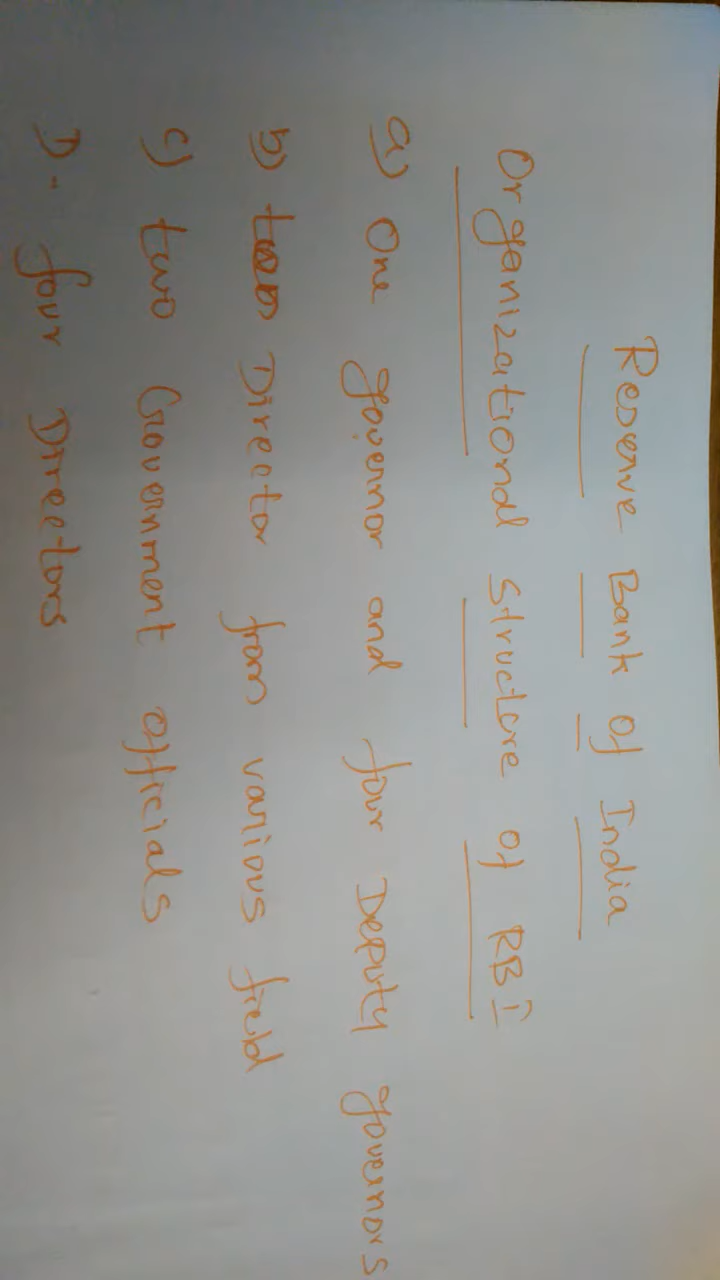 Reserve Bank of India
Organizational Structure of RBI
a) One governor and four Deputy governors
b) ten Director from various field
c) two Government officials
D. four Directors